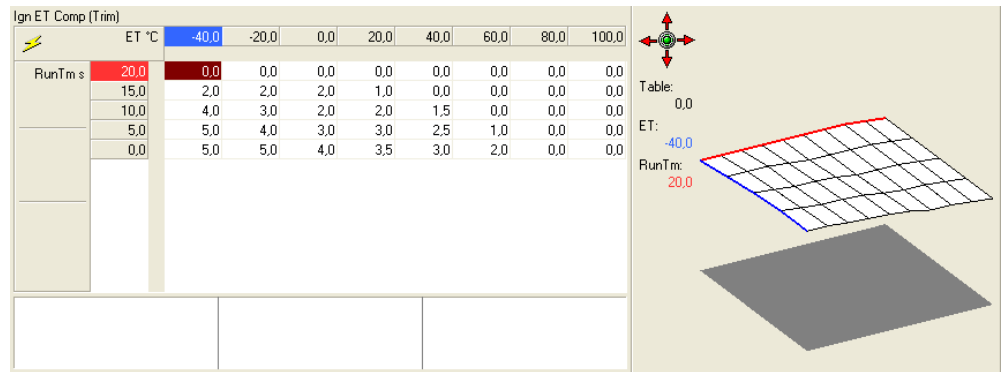 Ign ET Comp (Trim)
ET °C -40,0 -20,0 0,0 20,0 40,0 60,0 80,0 100,0
RunTm s 20,0 0,0 0,0 0,0 0,0 0,0 0,0 0,0 0,0
15,0 2,0 2,0 2,0 1,0 0,0 0,0 0,0 0,0
10,0 4,0 3,0 2,0 2,0 1,5 0,0 0,0 0,0
5,0 5,0 4,0 3,0 3,0 2,5 1,0 0,0 0,0
0,0 5,0 5,0 4,0 3,5 3,0 2,0 0,0 0,0
Table:
0,0
ET:
-40,0
RunTm:
20,0